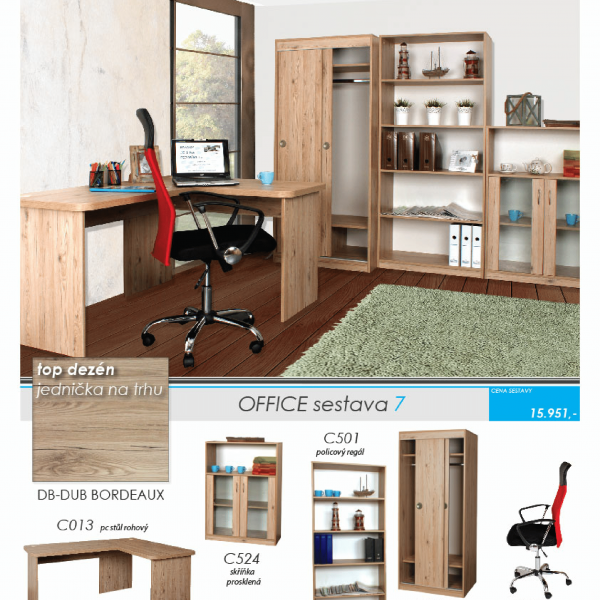 top dezén
jednička na trhu
OFFICE sestava 7
CENA SESTAVY
15.951,-
DB-DUB BORDEAUX
C013 pc stůl rohový
C524
skříňka
prosklená
C501
policový regál